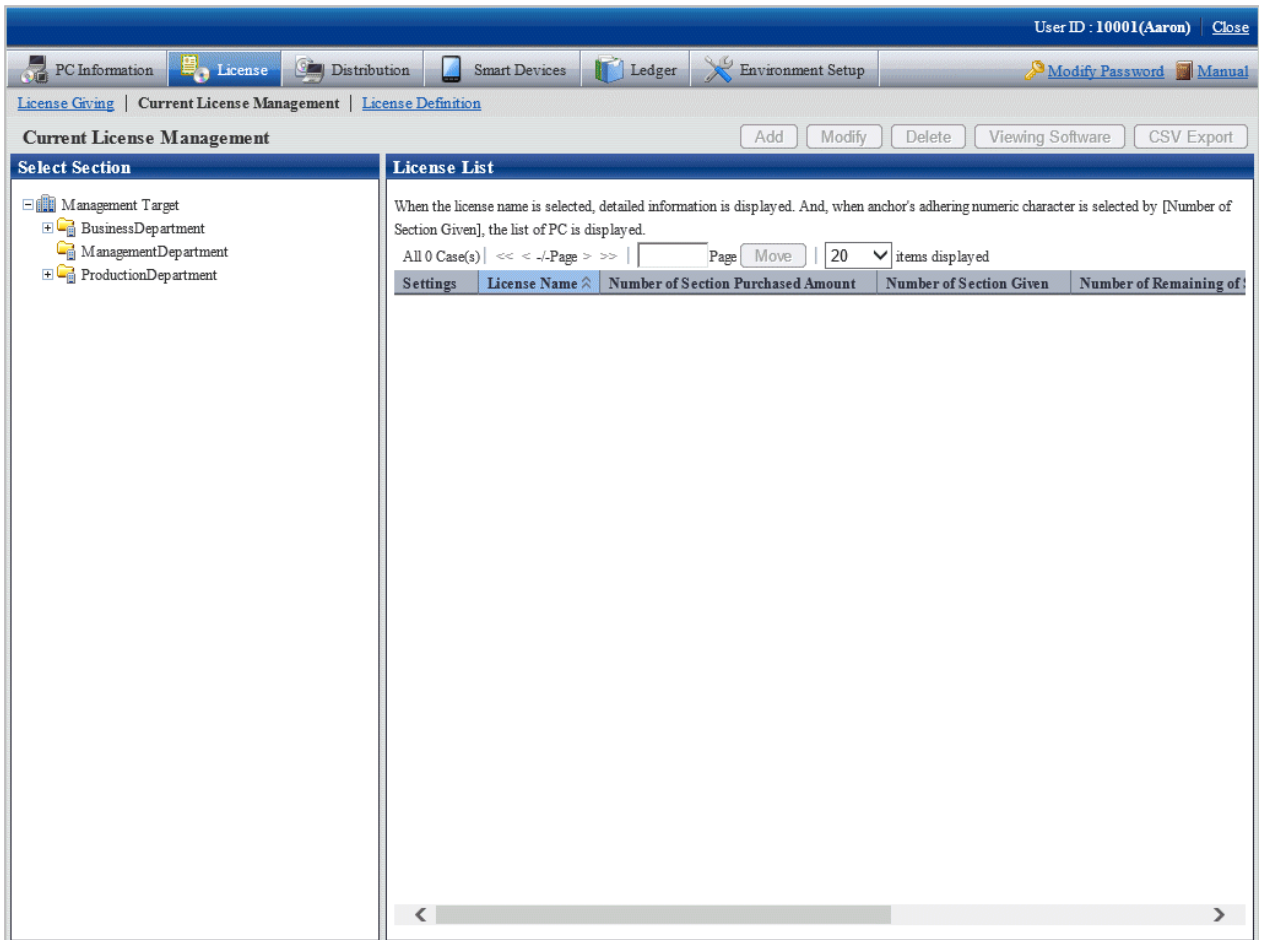 User ID : 10001(Aaron) Close
PC Information License Distribution Smart Devices Ledger Environment Setup Modify Password Manual
License Giving | Current License Management | License Definition
Current License Management Add Modify Delete Viewing Software CSV Export
Select Section
Management Target
BusinessDepartment
ManagementDepartment
ProductionDepartment
License List
When the license name is selected, detailed information is displayed. And, when anchor's adhering numeric character is selected by [Number of
Section Given], the list of PC is displayed.
All 0 Case(s) | << < -/-Page > >> | Page Move | 20 items displayed
Settings License Name Number of Section Purchased Amount Number of Section Given Number of Remaining of